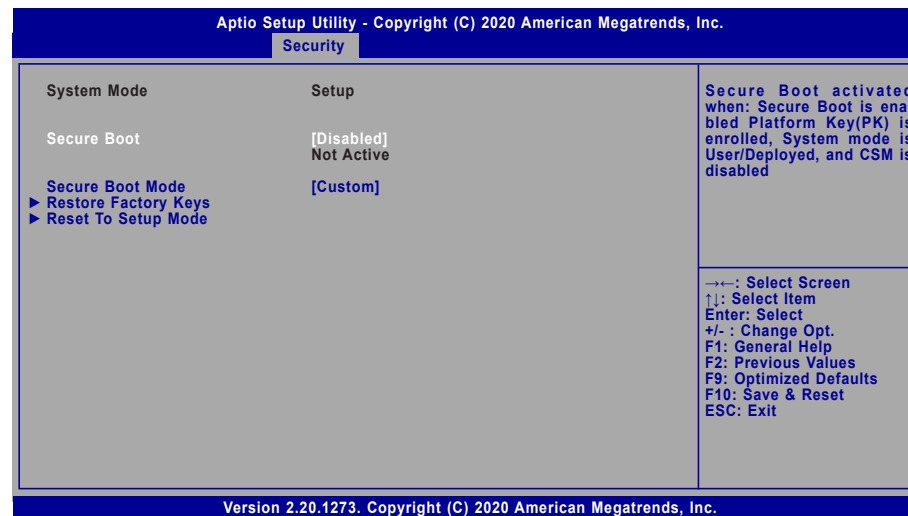 Aptio Setup Utility - Copyright (C) 2020 American Megatrends, Inc.
Security
System Mode Setup
Secure Boot [Disabled]
Not Active
Secure Boot Mode [Custom]
► Restore Factory Keys
► Reset To Setup Mode
Secure Boot activated
when: Secure Boot is ena
bled Platform Key(PK) is
enrolled, System mode is
User/Deployed, and CSM is
disabled
→←: Select Screen
↑↓: Select Item
Enter: Select
+/- : Change Opt.
F1: General Help
F2: Previous Values
F9: Optimized Defaults
F10: Save & Reset
ESC: Exit
Version 2.20.1273. Copyright (C) 2020 American Megatrends, Inc.